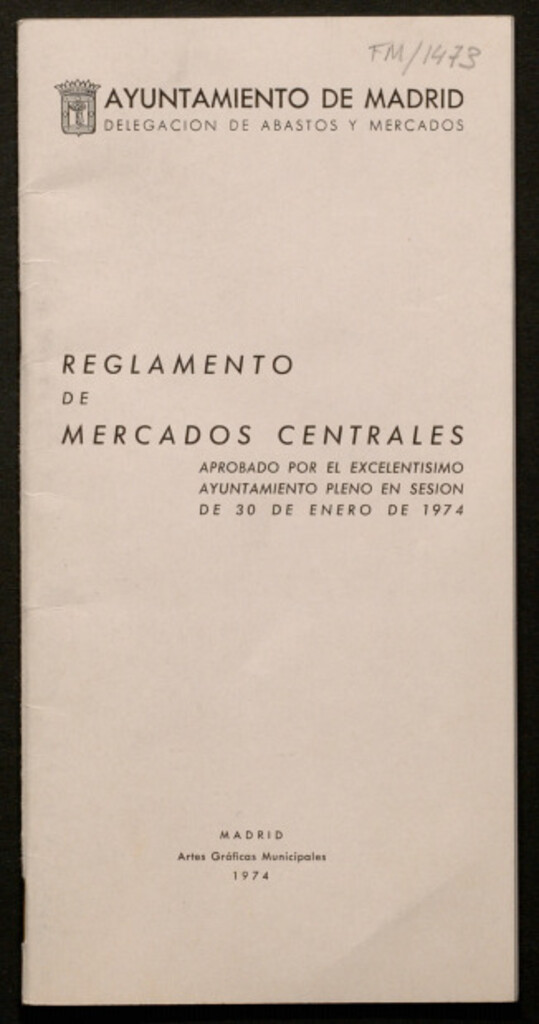 FM/1473
AYUNTAMIENTO DE MADRID
DELEGACION DE ABASTOS Y MERCADOS
REGLAMENTO
DE
MERCADOS CENTRALES
APROBADO POR EL EXCELENTISIMO
AYUNTAMIENTO PLENO EN SESION
DE 30 DE ENERO DE 1974
MADRID
Artes Gráficas Municipales
1974